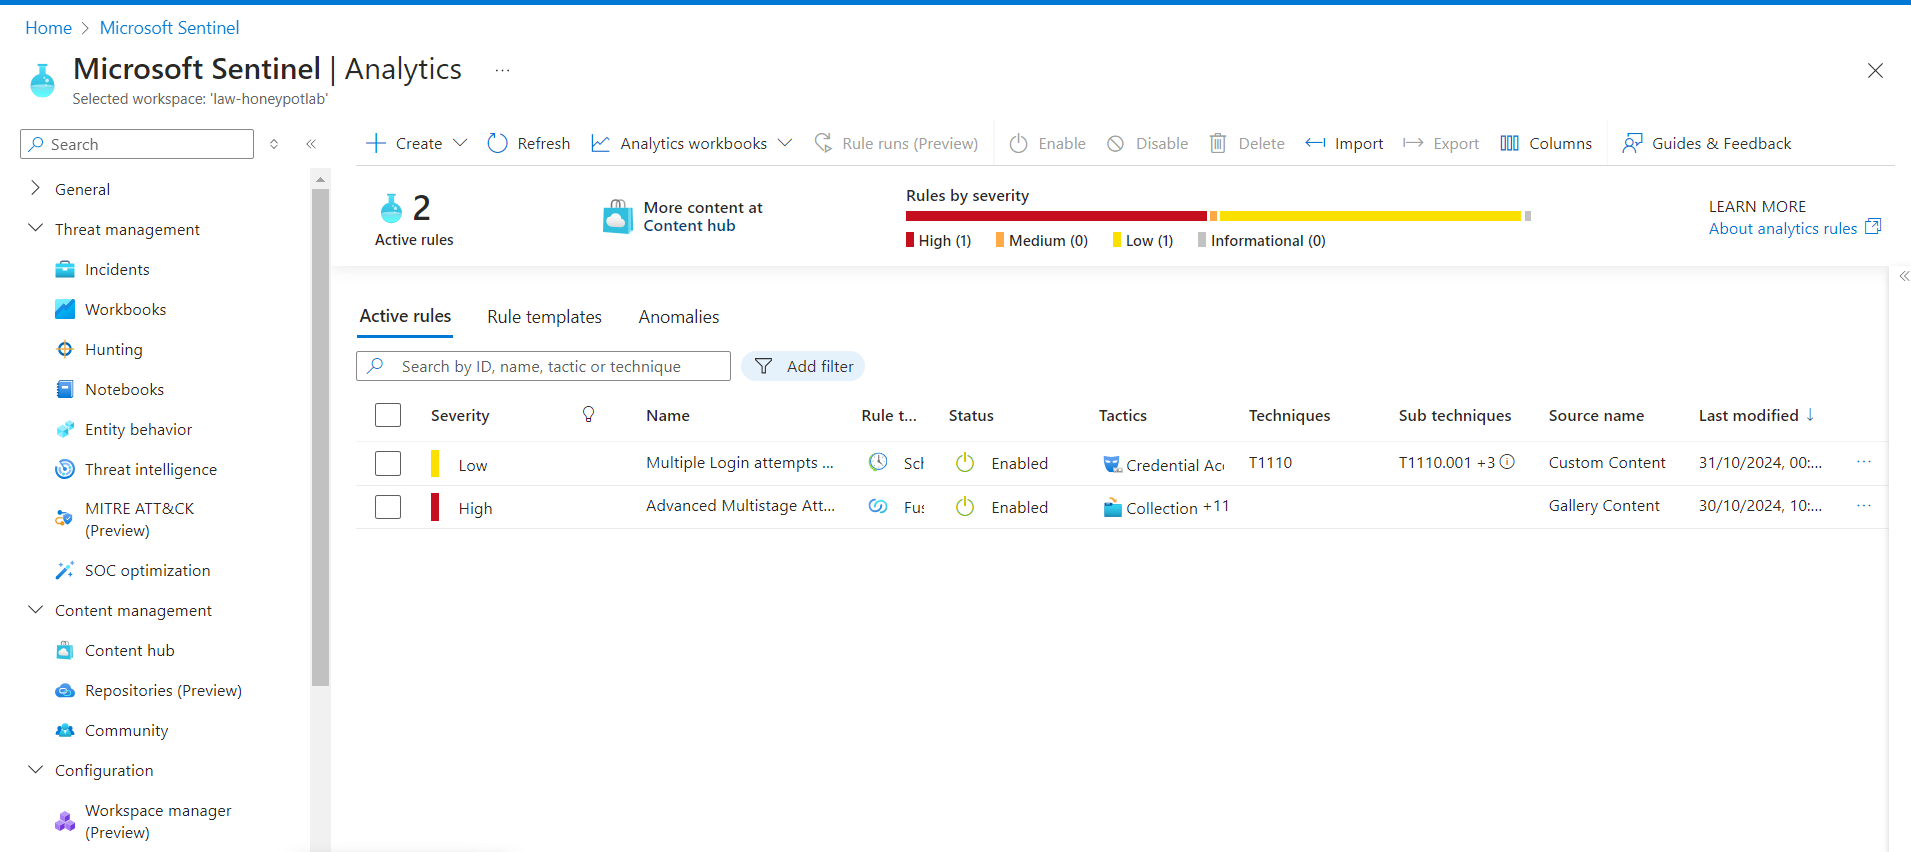 Home > Microsoft Sentinel
Microsoft Sentinel | Analytics ...
Selected workspace: 'law-honeypotlab'
Search
General
Threat management
Incidents
Workbooks
Hunting
Notebooks
Entity behavior
Threat intelligence
MITRE ATT&CK
(Preview)
SOC optimization
Content management
Content hub
Repositories (Preview)
Community
Configuration
Workspace manager
(Preview)
Create
Refresh
Analytics workbooks
Rule runs (Preview)
Enable
Disable
Delete
Import
Export
Columns
Guides & Feedback
2
Active rules
More content at
Content hub
Rules by severity
High (1)
Medium (0)
Low (1)
Informational (0)
LEARN MORE
About analytics rules
Active rules
Rule templates
Anomalies
Search by ID, name, tactic or technique
Add filter
Severity Name Rule t... Status Tactics Techniques Sub techniques Source name Last modified ↓
Low Multiple Login attempts ... Sch Enabled Credential Acc T1110 T1110.001 +3 Custom Content 31/10/2024, 00:... ...
High Advanced Multistage Att... Fus Enabled Collection +11 Gallery Content 30/10/2024, 10:... ...